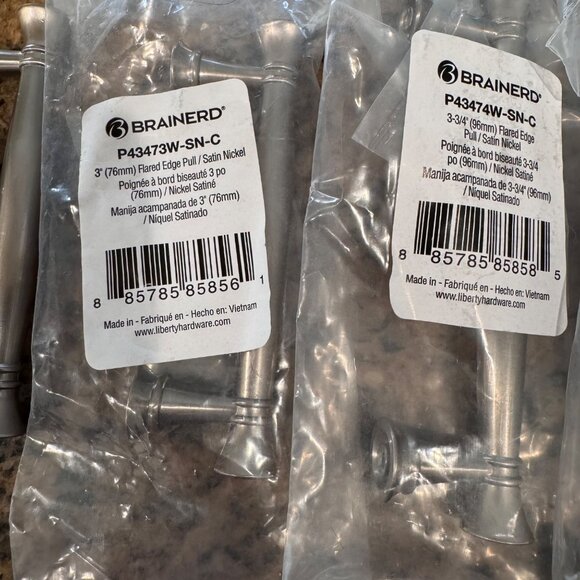 BRAINERD®
P43473W-SN-C
3" (76mm) Flared Edge Pull / Satin Nickel
Poignée à bord biseauté 3 po
(76mm) / Nickel Satiné
Manija acampanada de 3" (76mm)
/ Níquel Satinado
8 85785 85856 1
Made in - Fabriqué en - Hecho en: Vietnam
www.libertyhardware.com
BRAINERD®
P43474W-SN-C
3-3/4" (96mm) Flared Edge
Pull / Satin Nickel
Poignée à bord biseauté 3-3/4
po (96mm) / Nickel Satiné
Manija acampanada de 3-3/4" (96mm)
/ Níquel Satinado
8 85785 85858 5
Made in - Fabriqué en - Hecho en: Vietnam
www.libertyhardware.com